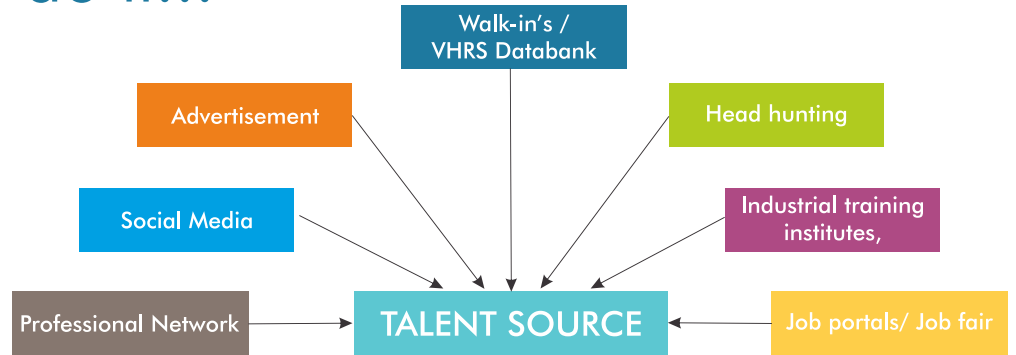 Walk-in's /
VHRS Databank
Advertisement
Head hunting
Social Media
Industrial training
institutes,
Professional Network
TALENT SOURCE
Job portals/ Job fair